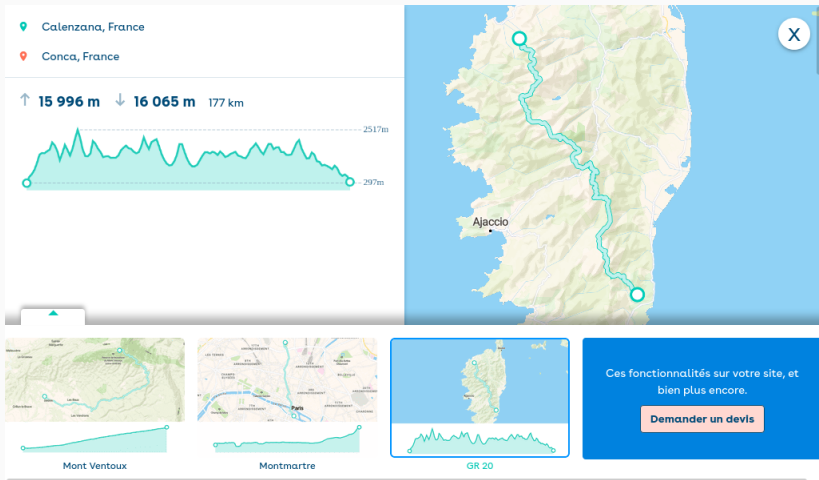 Calenzana, France
Conca, France
↑ 15 996 m ↓ 16 065 m 177 km
2517m
297m
X
Ajaccio
Ces fonctionnalités sur votre site, et
bien plus encore.
Demander un devis
Paris
Mont Ventoux
Montmartre
GR 20